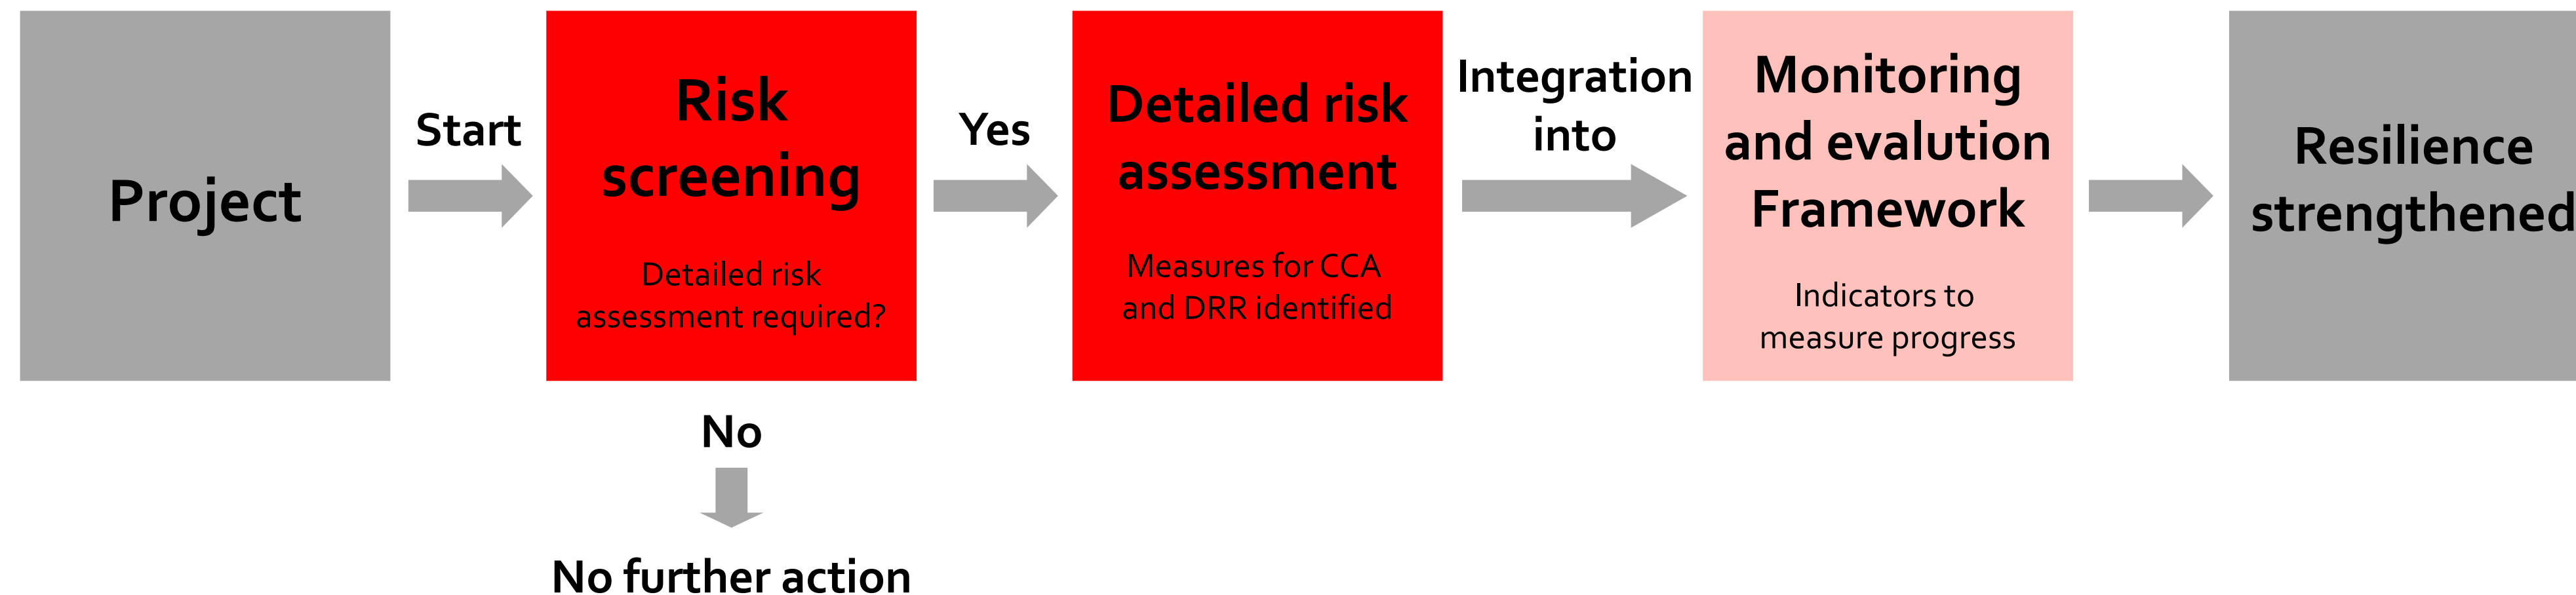 Project
Start
Risk
screening
Detailed risk
assessment required?
Yes
Detailed risk
assessment
Measures for CCA
and DRR identified
Integration
into
Monitoring
and evalution
Framework
Indicators to
measure progress
Resilience
strengthened
No
No further action